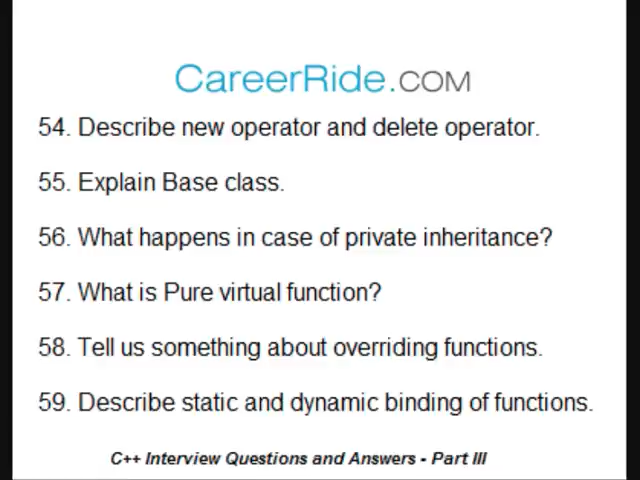 CareerRide.COM
54. Describe new operator and delete operator.
55. Explain Base class.
56. What happens in case of private inheritance?
57. What is Pure virtual function?
58. Tell us something about overriding functions.
59. Describe static and dynamic binding of functions.
C++ Interview Questions and Answers - Part III